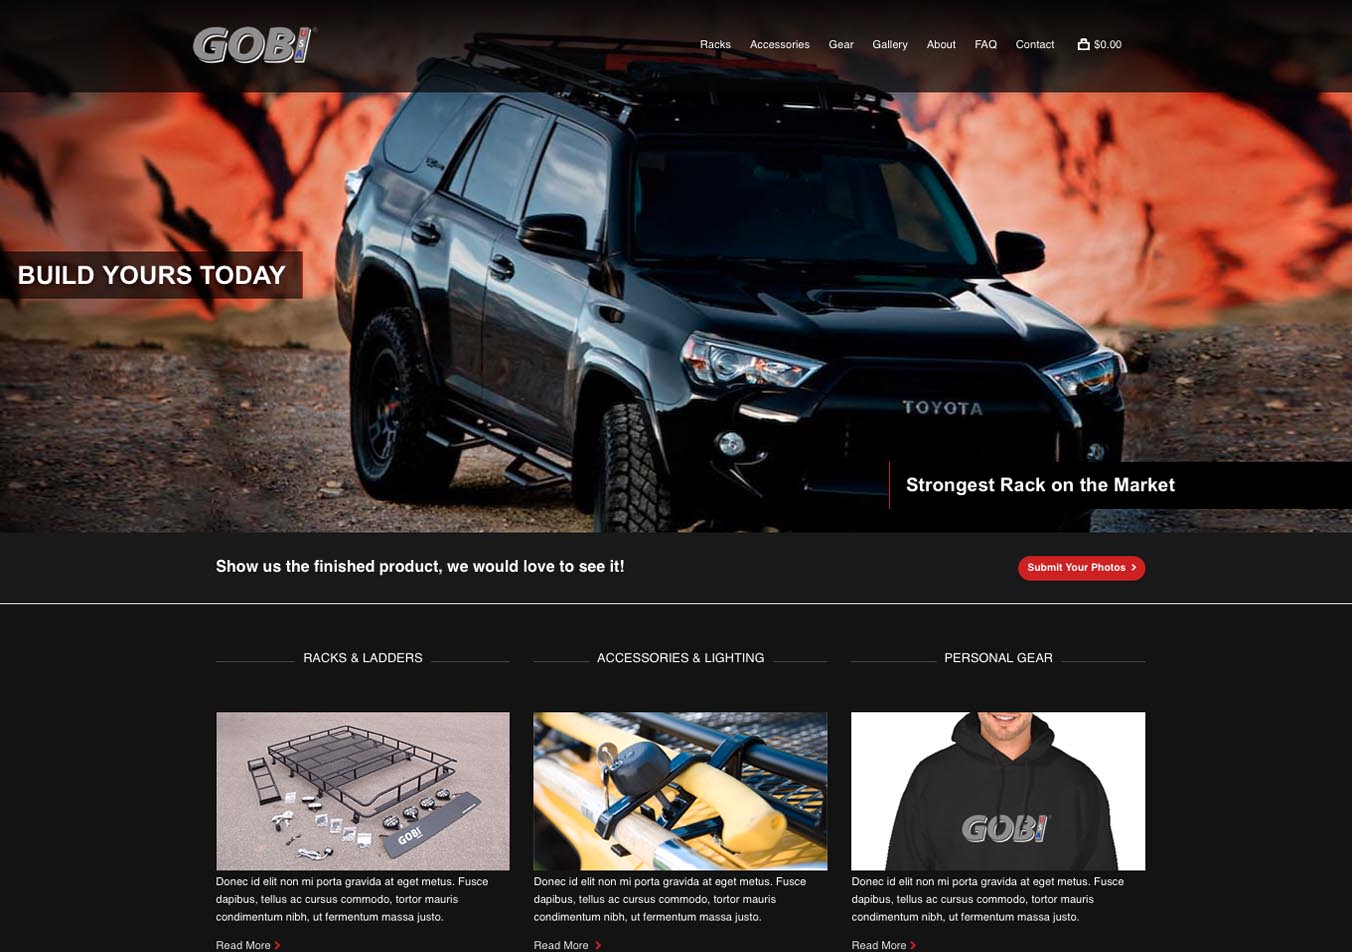 GOBI USA
Racks Accessories Gear Gallery About FAQ Contact $0.00
BUILD YOURS TODAY
TOYOTA
Strongest Rack on the Market
Show us the finished product, we would love to see it!
Submit Your Photos
RACKS & LADDERS
ACCESSORIES & LIGHTING
PERSONAL GEAR
GOBI
GOBI
Donec id elit non mi porta gravida at eget metus. Fusce
dapibus, tellus ac cursus commodo, tortor mauris
condimentum nibh, ut fermentum massa justo.
Read More
Donec id elit non mi porta gravida at eget metus. Fusce
dapibus, tellus ac cursus commodo, tortor mauris
condimentum nibh, ut fermentum massa justo.
Read More
Donec id elit non mi porta gravida at eget metus. Fusce
dapibus, tellus ac cursus commodo, tortor mauris
condimentum nibh, ut fermentum massa justo.
Read More